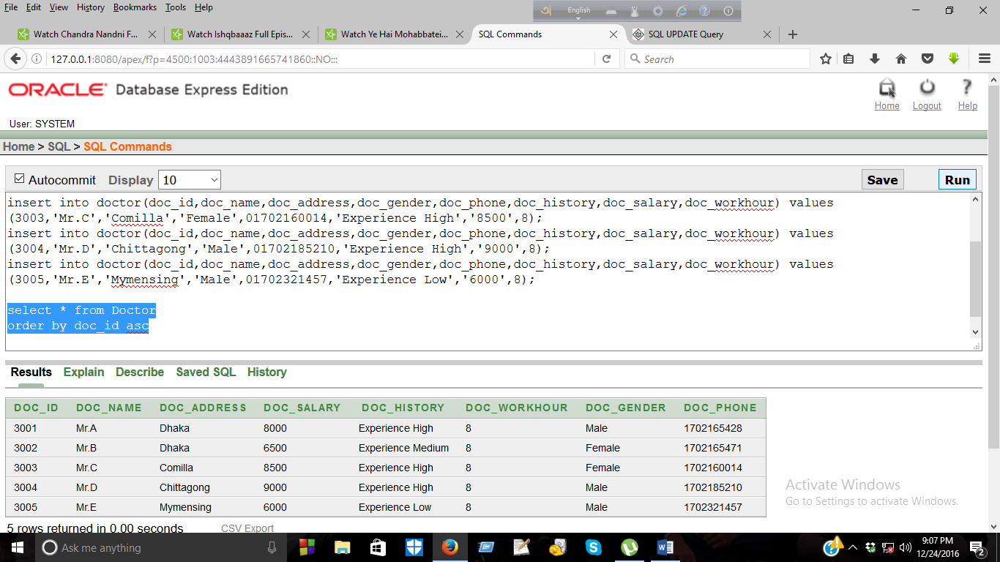 File Edit View History Bookmarks Tools Help
English
Watch Chandra Nandni F...
Watch Ishqbaaaz Full Epis...
Watch Ye Hai Mohabbatei...
SQL Commands
SQL UPDATE Query
127.0.0.1:8080/apex/f?p=4500:1003:4443891665741860::NO:::
Search
ORACLE Database Express Edition
Home Logout Help
User: SYSTEM
Home > SQL > SQL Commands
Autocommit Display 10 Save Run
insert into doctor(doc_id,doc_name,doc_address,doc_gender,doc_phone,doc_history,doc_salary,doc_workhour) values
(3003,'Mr.C','Comilla','Female',01702160014,'Experience High','8500',8);
insert into doctor(doc_id,doc_name,doc_address,doc_gender,doc_phone,doc_history,doc_salary,doc_workhour) values
(3004,'Mr.D','Chittagong','Male',01702185210,'Experience High','9000',8);
insert into doctor(doc_id,doc_name,doc_address,doc_gender,doc_phone,doc_history,doc_salary,doc_workhour) values
(3005,'Mr.E','Mymensing','Male',01702321457,'Experience Low','6000',8);
select * from Doctor
order by doc_id asc
Results Explain Describe Saved SQL History
DOC_ID DOC_NAME DOC_ADDRESS DOC_SALARY DOC_HISTORY DOC_WORKHOUR DOC_GENDER DOC_PHONE
3001 Mr.A Dhaka 8000 Experience High 8 Male 1702165428
3002 Mr.B Dhaka 6500 Experience Medium 8 Female 1702165471
3003 Mr.C Comilla 8500 Experience High 8 Female 1702160014
3004 Mr.D Chittagong 9000 Experience High 8 Male 1702185210
3005 Mr.E Mymensing 6000 Experience Low 8 Male 1702321457
5 rows returned in 0.00 seconds CSV Export
Activate Windows
Go to Settings to activate Windows.
Ask me anything
9:07 PM
12/24/2016
2